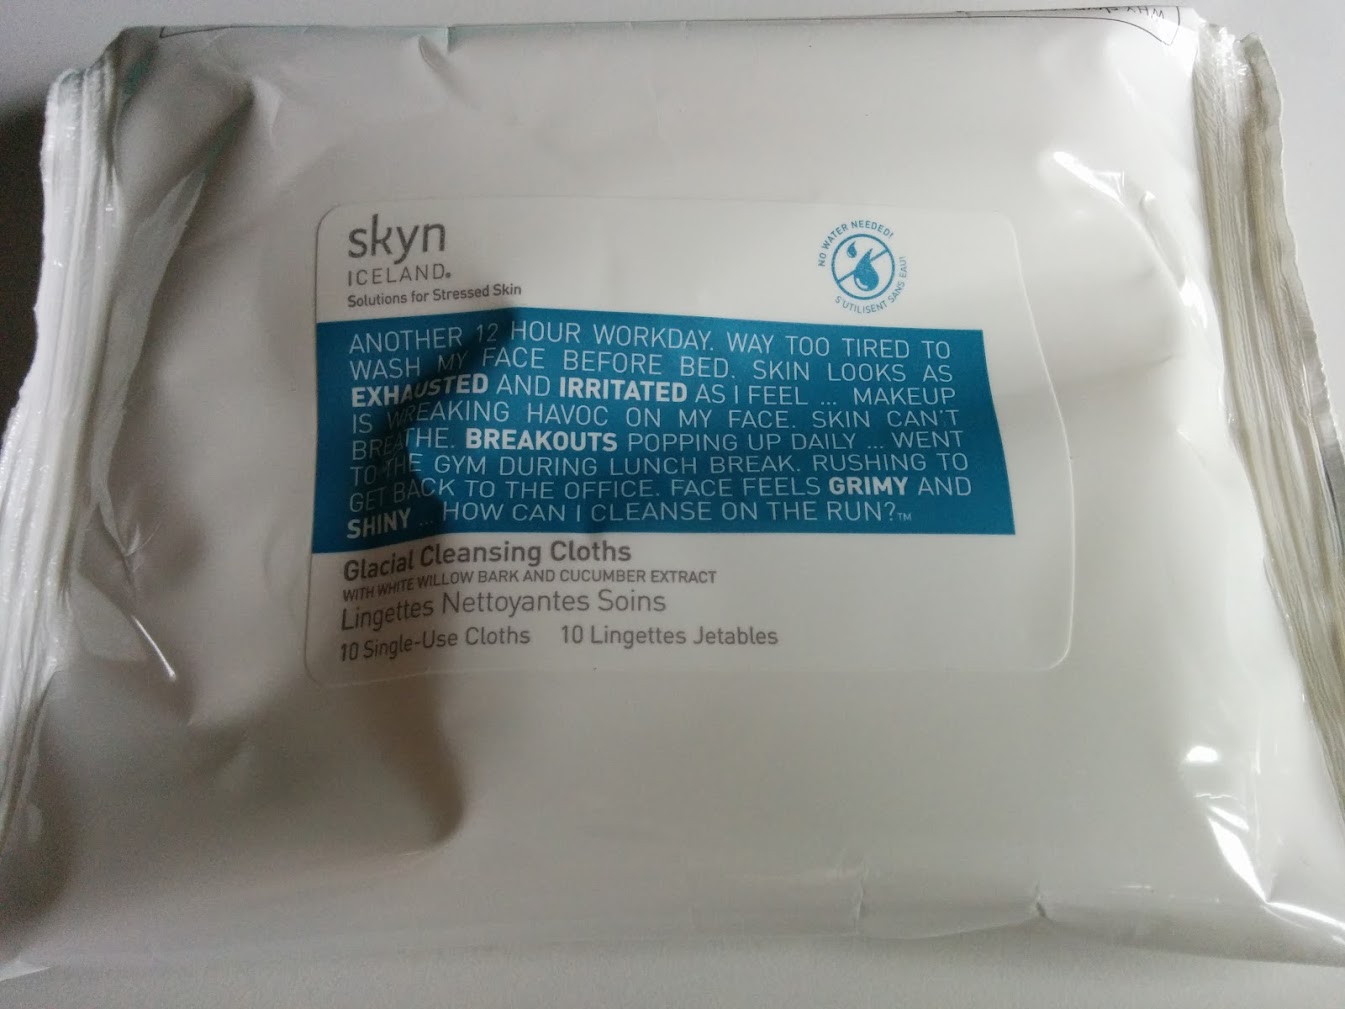 skyn
ICELAND®
Solutions for Stressed Skin
NO WATER NEEDED!
S'UTILISENT SANS EAU!
ANOTHER 12 HOUR WORKDAY. WAY TOO TIRED TO
WASH MY FACE BEFORE BED. SKIN LOOKS AS
EXHAUSTED AND IRRITATED AS I FEEL ... MAKEUP
IS WREAKING HAVOC ON MY FACE. SKIN CAN'T
BREATHE. BREAKOUTS POPPING UP DAILY ... WENT
TO THE GYM DURING LUNCH BREAK. RUSHING TO
GET BACK TO THE OFFICE. FACE FEELS GRIMY AND
SHINY ... HOW CAN I CLEANSE ON THE RUN?™
Glacial Cleansing Cloths
WITH WHITE WILLOW BARK AND CUCUMBER EXTRACT
Lingettes Nettoyantes Soins
10 Single-Use Cloths 10 Lingettes Jetables